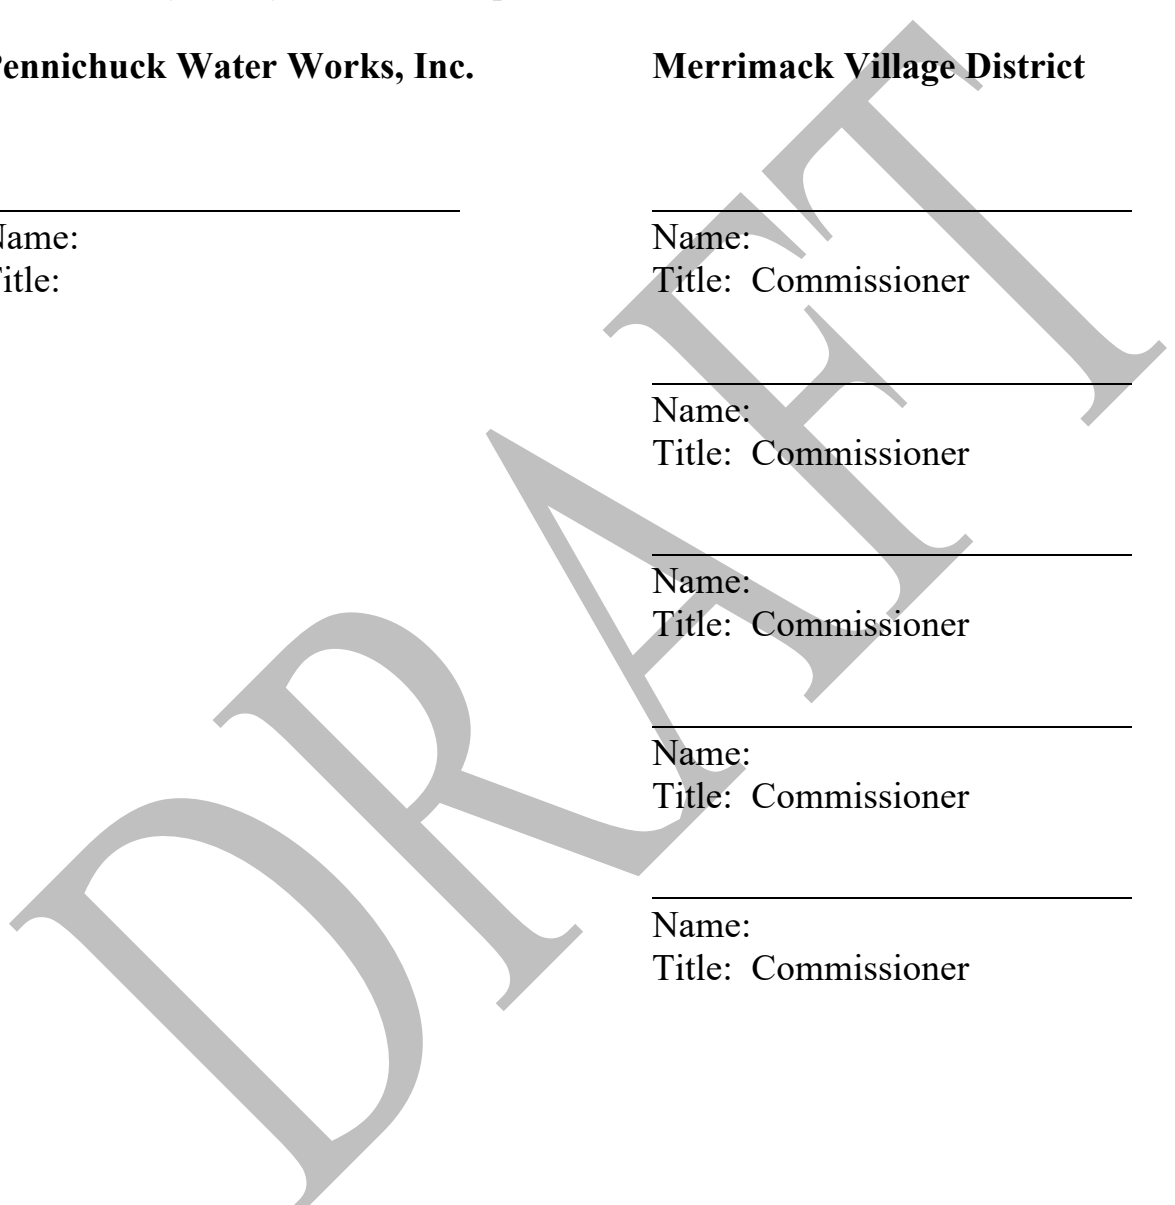 Pennichuck Water Works, Inc.
Name:
Title:
Merrimack Village District
Name:
Title: Commissioner
Name:
Title: Commissioner
Name:
Title: Commissioner
Name:
Title: Commissioner
Name:
Title: Commissioner
DRAFT